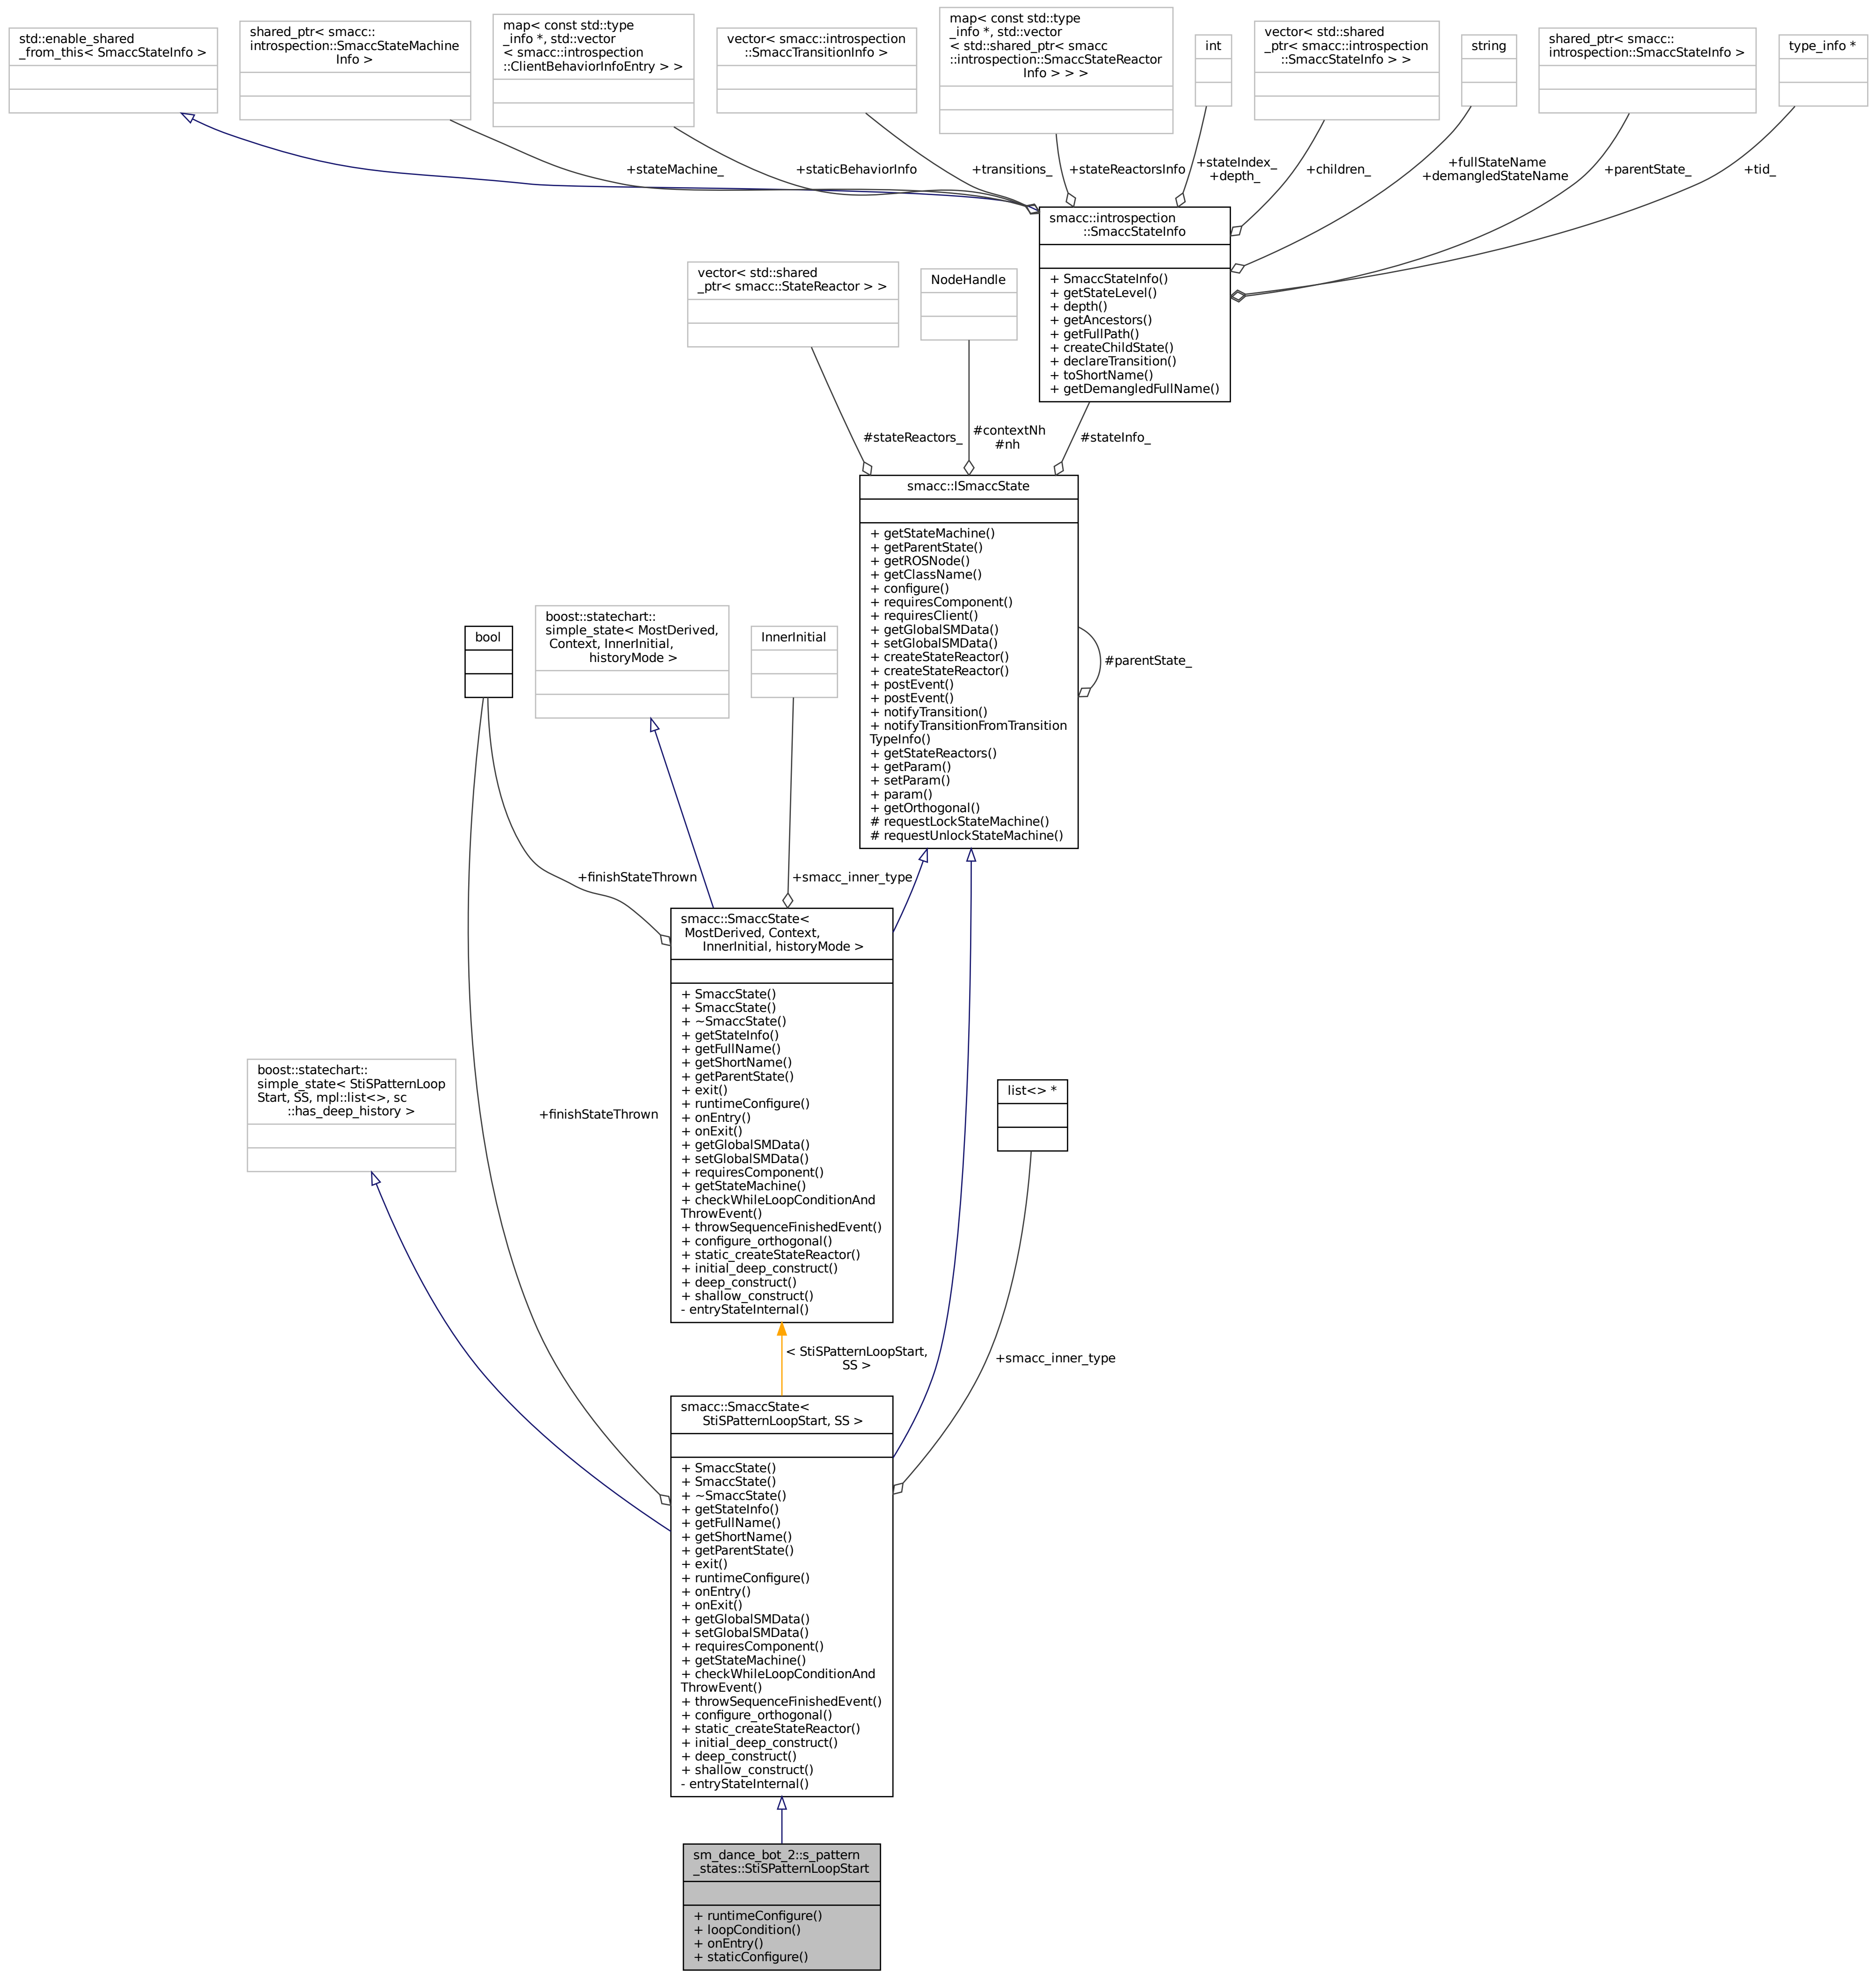 std::enable_shared
_from_this< SmaccStateInfo >
shared_ptr< smacc::
introspection::SmaccStateMachine
Info >
map< const std::type
_info *, std::vector
< smacc::introspection
::ClientBehaviorInfoEntry > >
vector< smacc::introspection
::SmaccTransitionInfo >
map< const std::type
_info *, std::vector
< std::shared_ptr< smacc
::introspection::SmaccStateReactor
Info > > >
int
vector< std::shared
_ptr< smacc::introspection
::SmaccStateInfo > >
string
shared_ptr< smacc::
introspection::SmaccStateInfo >
type_info *
+stateMachine_
+staticBehaviorInfo
+transitions_
+stateReactorsInfo
+stateIndex_
+depth_
+children_
+fullStateName
+demangledStateName
+parentState_
+tid_
smacc::introspection
::SmaccStateInfo
+ SmaccStateInfo()
+ getStateLevel()
+ depth()
+ getAncestors()
+ getFullPath()
+ createChildState()
+ declareTransition()
+ toShortName()
+ getDemangledFullName()
vector< std::shared
_ptr< smacc::StateReactor > >
NodeHandle
#stateReactors_
#contextNh
#nh
#stateInfo_
smacc::ISmaccState
+ getStateMachine()
+ getParentState()
+ getROSNode()
+ getClassName()
+ configure()
+ requiresComponent()
+ requiresClient()
+ getGlobalSMData()
+ setGlobalSMData()
+ createStateReactor()
+ createStateReactor()
+ postEvent()
+ postEvent()
+ notifyTransition()
+ notifyTransitionFromTransition
TypeInfo()
+ getStateReactors()
+ getParam()
+ setParam()
+ param()
+ getOrthogonal()
# requestLockStateMachine()
# requestUnlockStateMachine()
#parentState_
bool
boost::statechart::
simple_state< MostDerived,
Context, InnerInitial,
historyMode >
InnerInitial
+finishStateThrown
+smacc_inner_type
smacc::SmaccState<
MostDerived, Context,
InnerInitial, historyMode >
+ SmaccState()
+ SmaccState()
+ ~SmaccState()
+ getStateInfo()
+ getFullName()
+ getShortName()
+ getParentState()
+ exit()
+ runtimeConfigure()
+ onEntry()
+ onExit()
+ getGlobalSMData()
+ setGlobalSMData()
+ requiresComponent()
+ getStateMachine()
+ checkWhileLoopConditionAnd
ThrowEvent()
+ throwSequenceFinishedEvent()
+ configure_orthogonal()
+ static_createStateReactor()
+ initial_deep_construct()
+ deep_construct()
+ shallow_construct()
- entryStateInternal()
boost::statechart::
simple_state< StiSPatternLoop
Start, SS, mpl::list<>, sc
::has_deep_history >
+finishStateThrown
list<> *
< StiSPatternLoopStart,
SS >
+smacc_inner_type
smacc::SmaccState<
StiSPatternLoopStart, SS >
+ SmaccState()
+ SmaccState()
+ ~SmaccState()
+ getStateInfo()
+ getFullName()
+ getShortName()
+ getParentState()
+ exit()
+ runtimeConfigure()
+ onEntry()
+ onExit()
+ getGlobalSMData()
+ setGlobalSMData()
+ requiresComponent()
+ getStateMachine()
+ checkWhileLoopConditionAnd
ThrowEvent()
+ throwSequenceFinishedEvent()
+ configure_orthogonal()
+ static_createStateReactor()
+ initial_deep_construct()
+ deep_construct()
+ shallow_construct()
- entryStateInternal()
sm_dance_bot_2::s_pattern
_states::StiSPatternLoopStart
+ runtimeConfigure()
+ loopCondition()
+ onEntry()
+ staticConfigure()